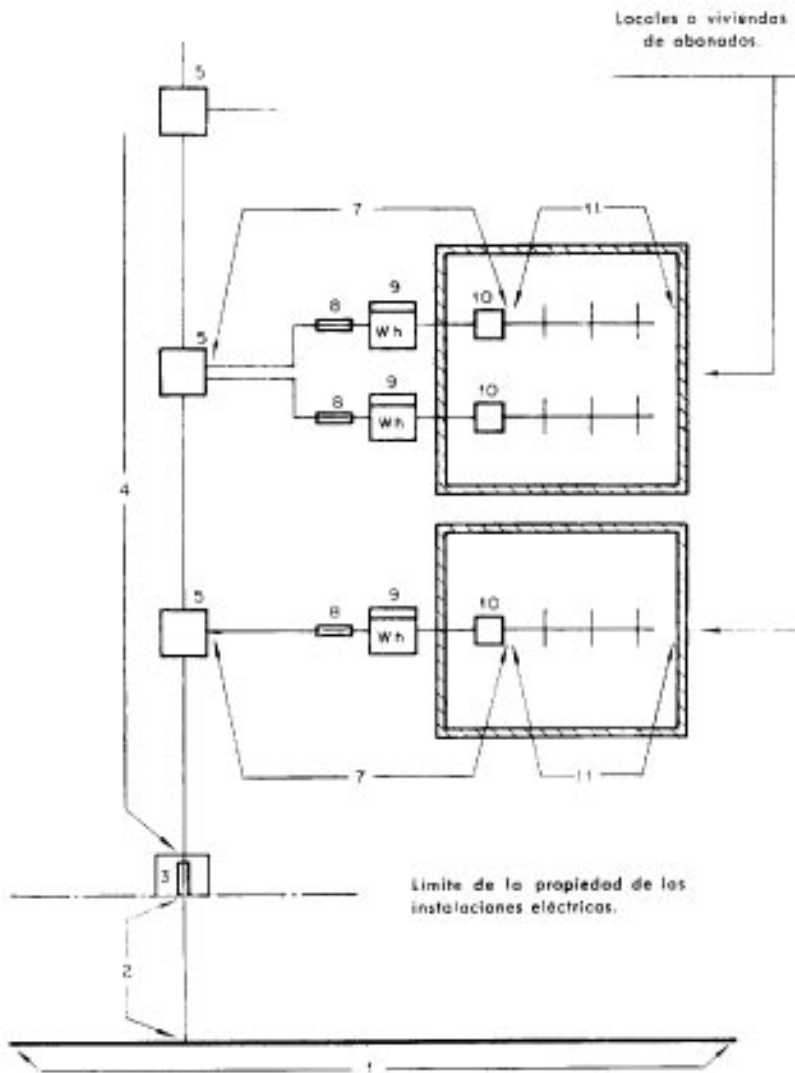 Locales o viviendas
de abonados.
5
7
11
8
9
Wh
10
5
8
9
Wh
10
4
5
8
9
Wh
10
7
11
3
Límite de la propiedad de las
instalaciones eléctricas.
2
1